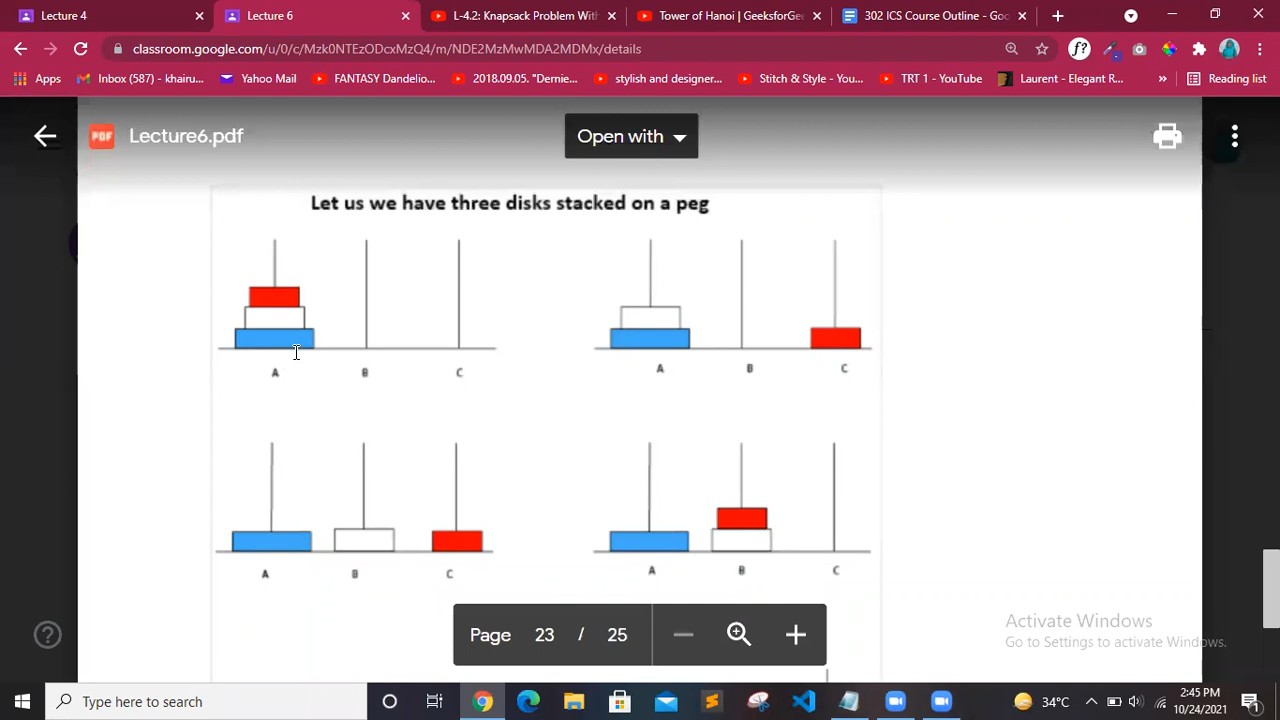 Lecture 4
Lecture 6
L-4.2: Knapsack Problem With
Tower of Hanoi | GeeksforGe
302 ICS Course Outline - Goo
classroom.google.com/u/0/c/Mzk0NTEzODcxMzQ4/m/NDE2MzMwMDA2MDMx/details
Apps
Inbox (587) - khairu...
Yahoo Mail
FANTASY Dandelio...
2018.09.05. "Dernie...
stylish and designer...
Stitch & Style - You...
TRT 1 - YouTube
Laurent - Elegant R...
Reading list
PDF
Lecture6.pdf
Open with
Let us we have three disks stacked on a peg
A B C
A B C
A B C
A B C
Page 23 / 25
Activate Windows
Go to Settings to activate Windows.
Type here to search
34°C
2:45 PM
10/24/2021
1